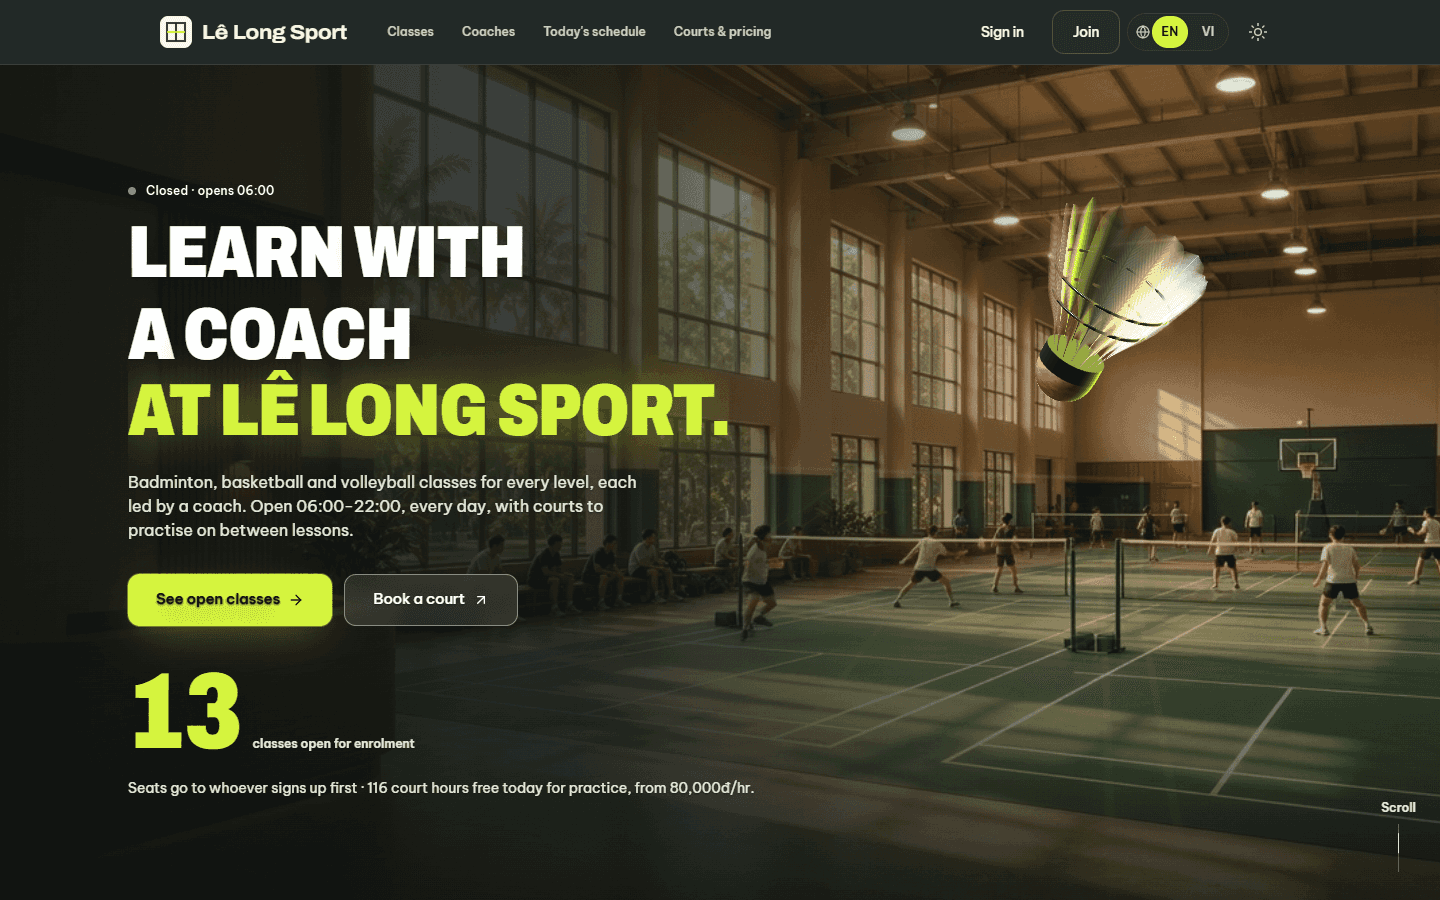 Lê Long Sport
Classes
Coaches
Today's schedule
Courts & pricing
Sign in
Join
EN
VI
Closed · opens 06:00
LEARN WITH
A COACH
AT LÊ LONG SPORT.
Badminton, basketball and volleyball classes for every level, each
led by a coach. Open 06:00–22:00, every day, with courts to
practise on between lessons.
See open classes →
Book a court ↗
13
classes open for enrolment
Seats go to whoever signs up first · 116 court hours free today for practice, from 80,000đ/hr.
Scroll